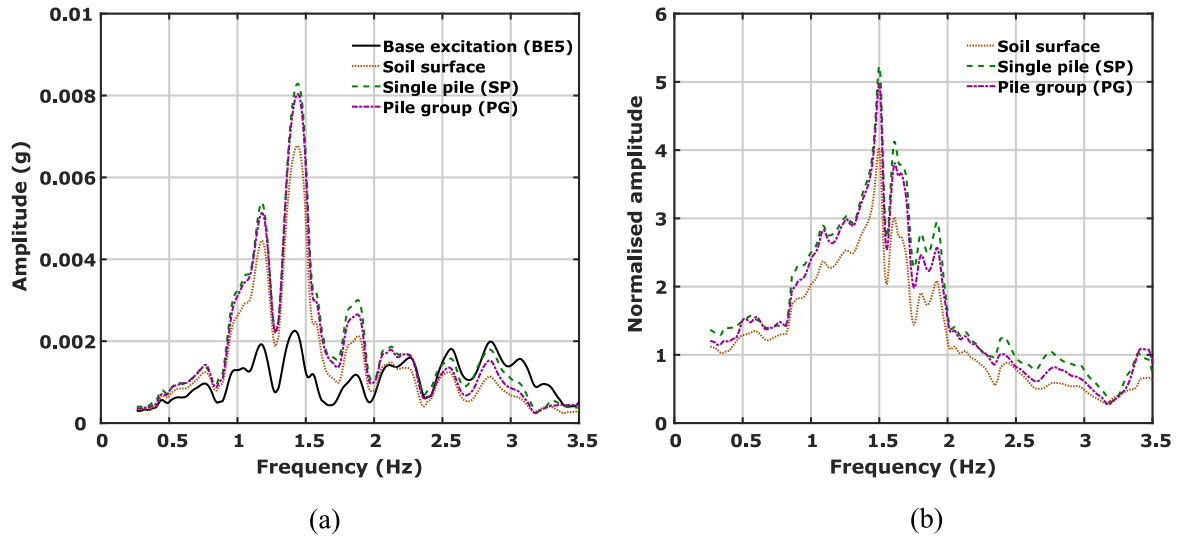 Amplitude (g)
0.01
0.008
0.006
0.004
0.002
0
0 0.5 1 1.5 2 2.5 3 3.5
Frequency (Hz)
Base excitation (BE5)
Soil surface
Single pile (SP)
Pile group (PG)
(a)
Normalised amplitude
6
5
4
3
2
1
0
0 0.5 1 1.5 2 2.5 3 3.5
Frequency (Hz)
Soil surface
Single pile (SP)
Pile group (PG)
(b)